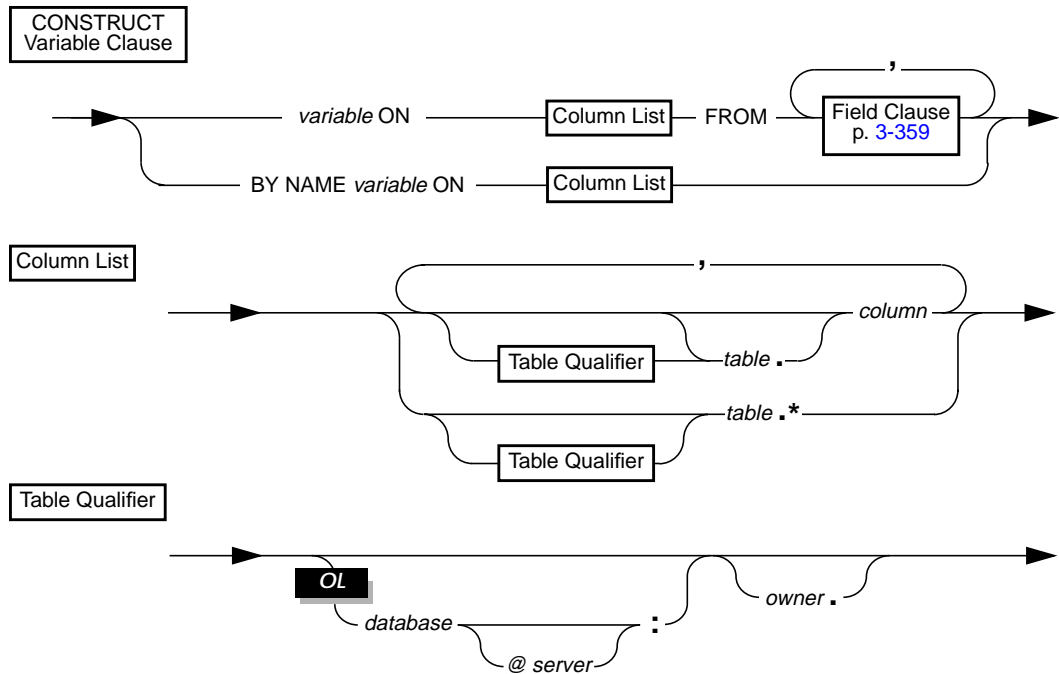 CONSTRUCT
Variable Clause
,
variable ON Column List FROM Field Clause
p. 3-359
BY NAME variable ON Column List
Column List
,
column
Table Qualifier table .
table .*
Table Qualifier
Table Qualifier
OL
owner .
database :
@ server